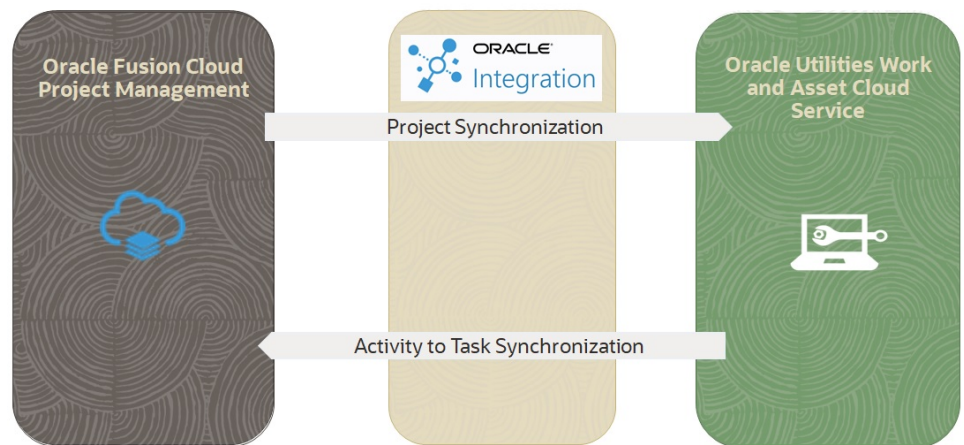 Oracle Fusion Cloud
Project Management
ORACLE
Integration
Oracle Utilities Work
and Asset Cloud
Service
Project Synchronization
Activity to Task Synchronization